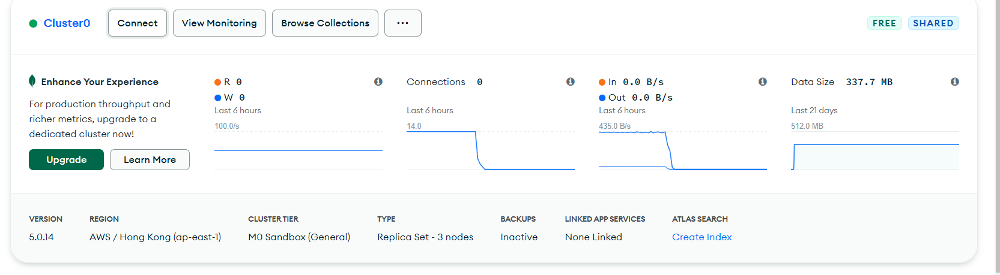 Cluster0 Connect View Monitoring Browse Collections ... FREE SHARED
Enhance Your Experience
For production throughput and
richer metrics, upgrade to a
dedicated cluster now!
Upgrade Learn More
R 0
W 0
Last 6 hours
100.0/s
Connections 0
Last 6 hours
14.0
In 0.0 B/s
Out 0.0 B/s
Last 6 hours
435.0 B/s
Data Size 337.7 MB
Last 21 days
512.0 MB
VERSION REGION CLUSTER TIER TYPE BACKUPS LINKED APP SERVICES ATLAS SEARCH
5.0.14 AWS / Hong Kong (ap-east-1) M0 Sandbox (General) Replica Set - 3 nodes Inactive None Linked Create Index